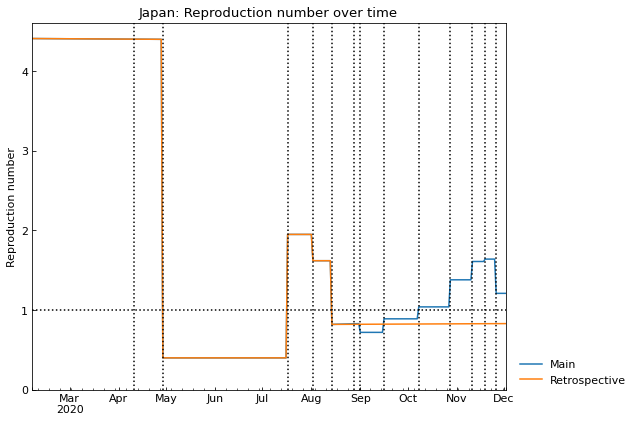 Japan: Reproduction number over time
Reproduction number
4
3
2
1
0
Mar Apr May Jun Jul Aug Sep Oct Nov Dec
2020
Main
Retrospective